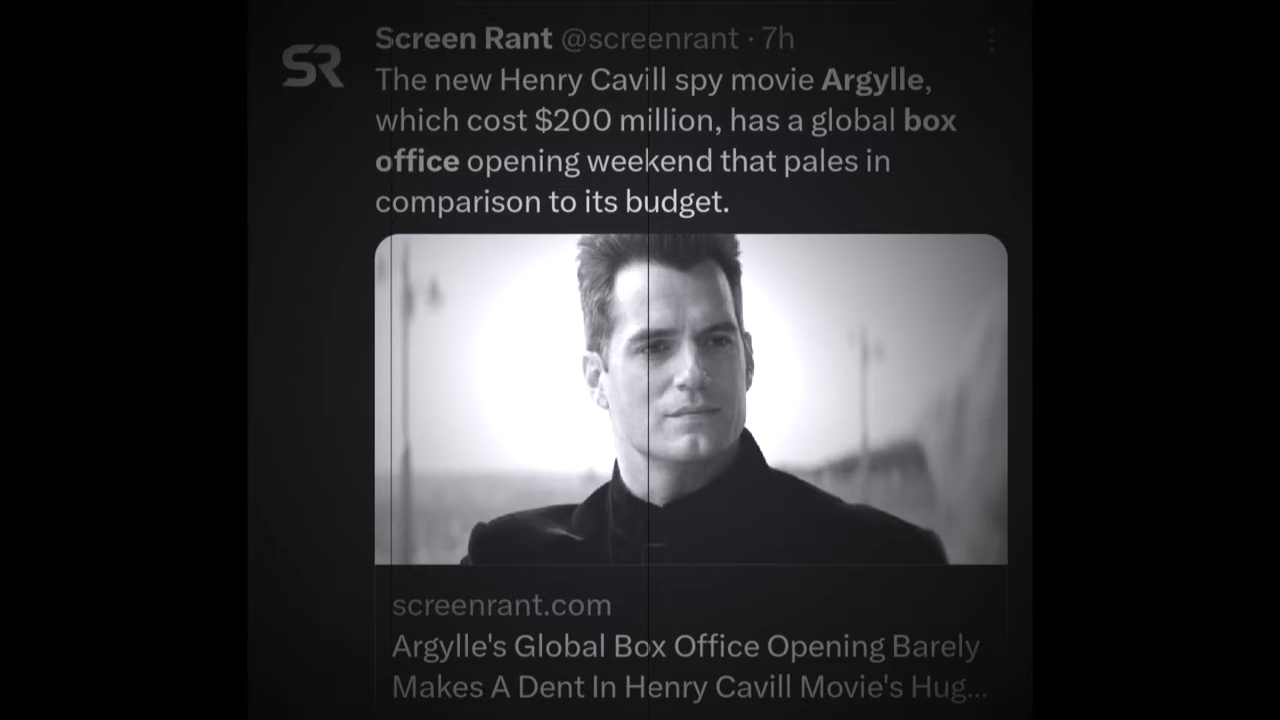 Screen Rant @screenrant · 7h
SR
The new Henry Cavill spy movie Argylle,
which cost $200 million, has a global box
office opening weekend that pales in
comparison to its budget.
screenrant.com
Argylle's Global Box Office Opening Barely
Makes A Dent In Henry Cavill Movie's Hug...